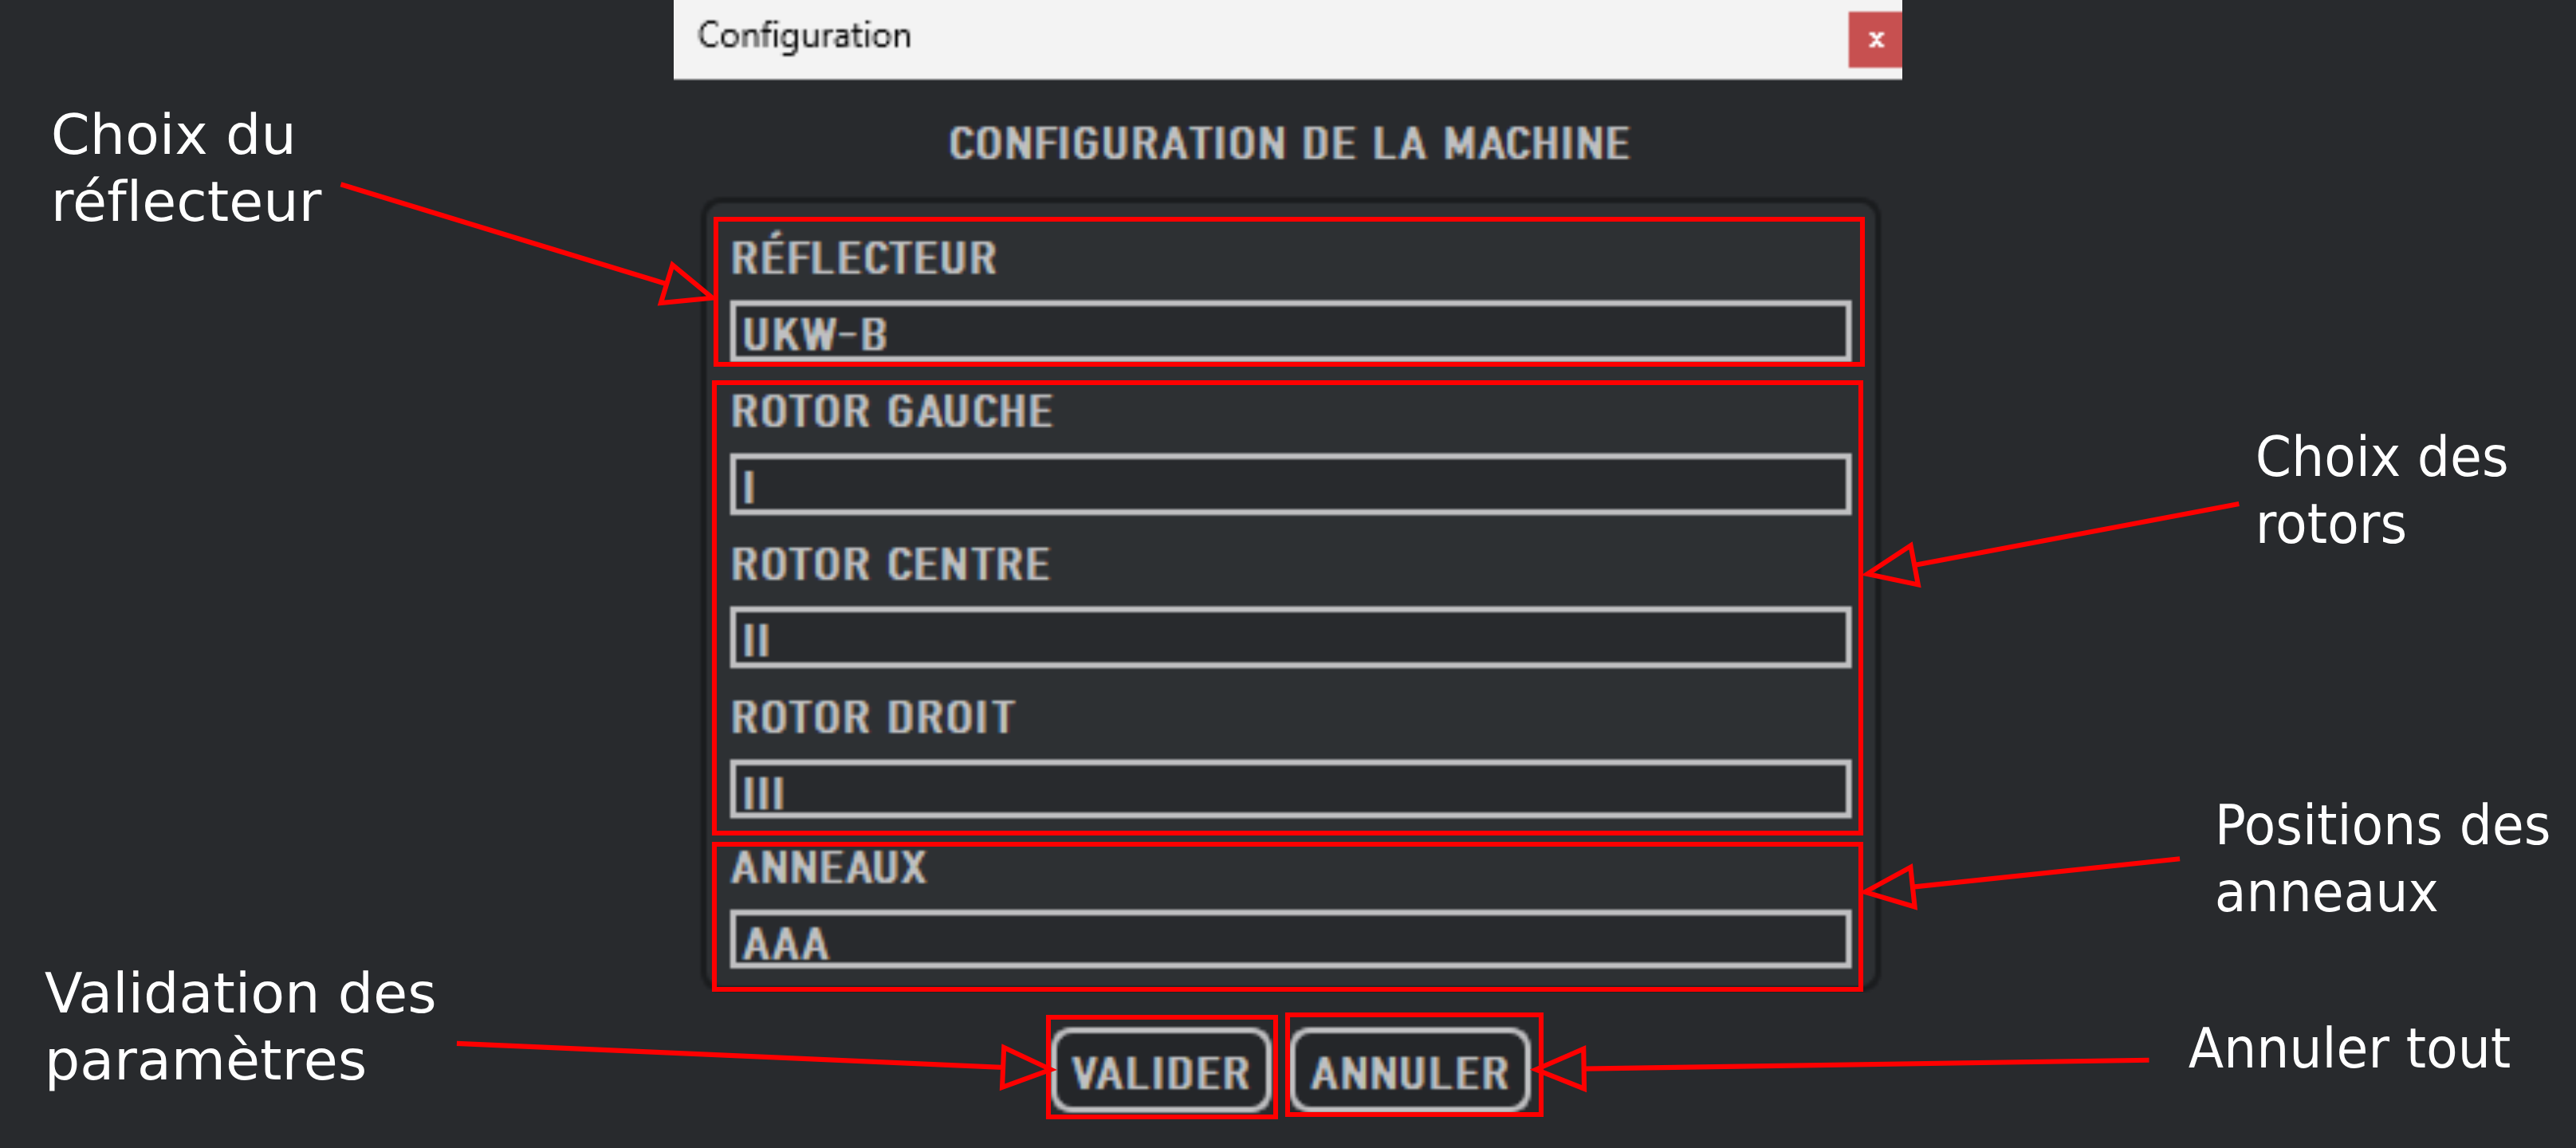 Configuration
x
CONFIGURATION DE LA MACHINE
Choix du
réflecteur
RÉFLECTEUR
UKW-B
ROTOR GAUCHE
I
ROTOR CENTRE
II
ROTOR DROIT
III
Choix des
rotors
ANNEAUX
AAA
Positions des
anneaux
Validation des
paramètres
VALIDER
ANNULER
Annuler tout